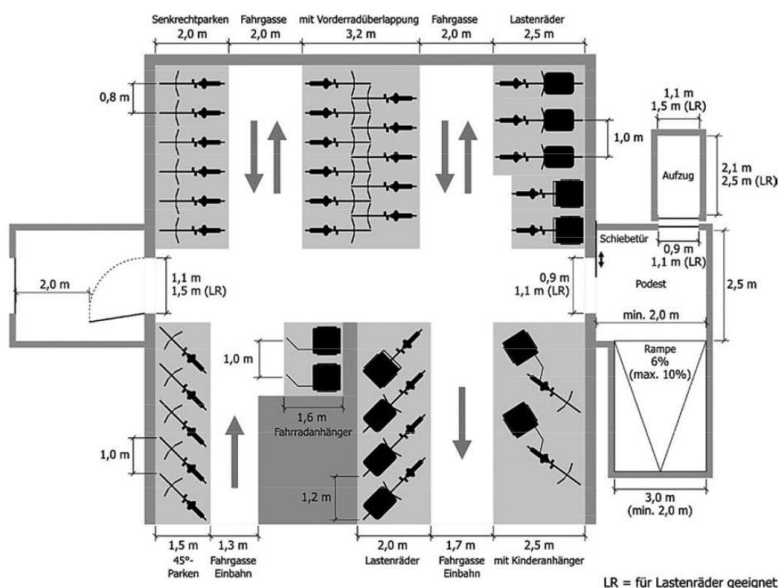 Senkrechtparken
2,0 m
Fahrgasse
2,0 m
mit Vorderradüberlappung
3,2 m
Fahrgasse
2,0 m
Lastenräder
2,5 m
0,8 m
1,0 m
1,1 m
1,5 m (LR)
Aufzug
2,1 m
2,5 m (LR)
Schiebetür
0,9 m
1,1 m (LR)
2,0 m
1,1 m
1,5 m (LR)
0,9 m
1,1 m (LR)
Podest
2,5 m
min. 2,0 m
1,0 m
Rampe
6%
(max. 10%)
1,6 m
Fahrradanhänger
1,0 m
1,2 m
3,0 m
(min. 2,0 m)
1,5 m
45°-
Parken
1,3 m
Fahrgasse
Einbahn
2,0 m
Lastenräder
1,7 m
Fahrgasse
Einbahn
2,5 m
mit Kinderanhänger
LR = für Lastenräder geeignet